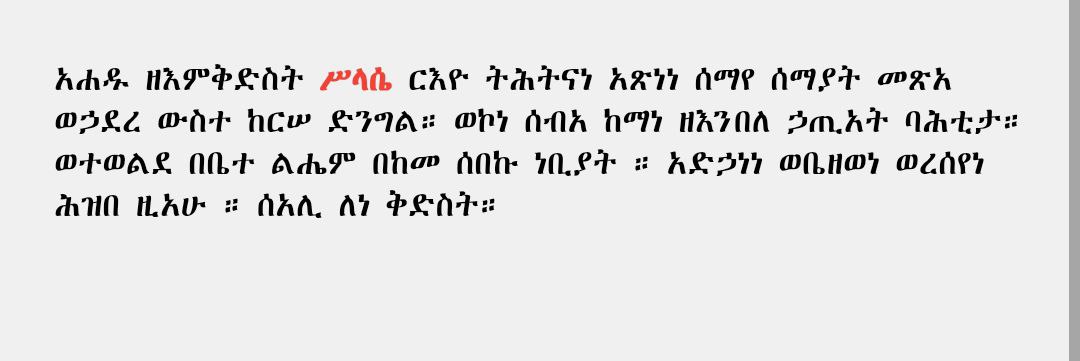 አሐዱ ዘእምቅድስት ሥላሴ ርእዮ ትሕትናነ አጽነነ ሰማየ ሰማያት መጽአ
ወኃደረ ውስተ ከርሠ ድንግል። ወኮነ ሰብአ ከማነ ዘእንበለ ኃጢአት ባሕቲታ።
ወተወልደ በቤተ ልሔም በከመ ሰበኩ ነቢያት ። አድኃነነ ወቤዘወነ ወረሰየነ
ሕዝበ ዚአሁ ። ሰአሊ ለነ ቅድስት።